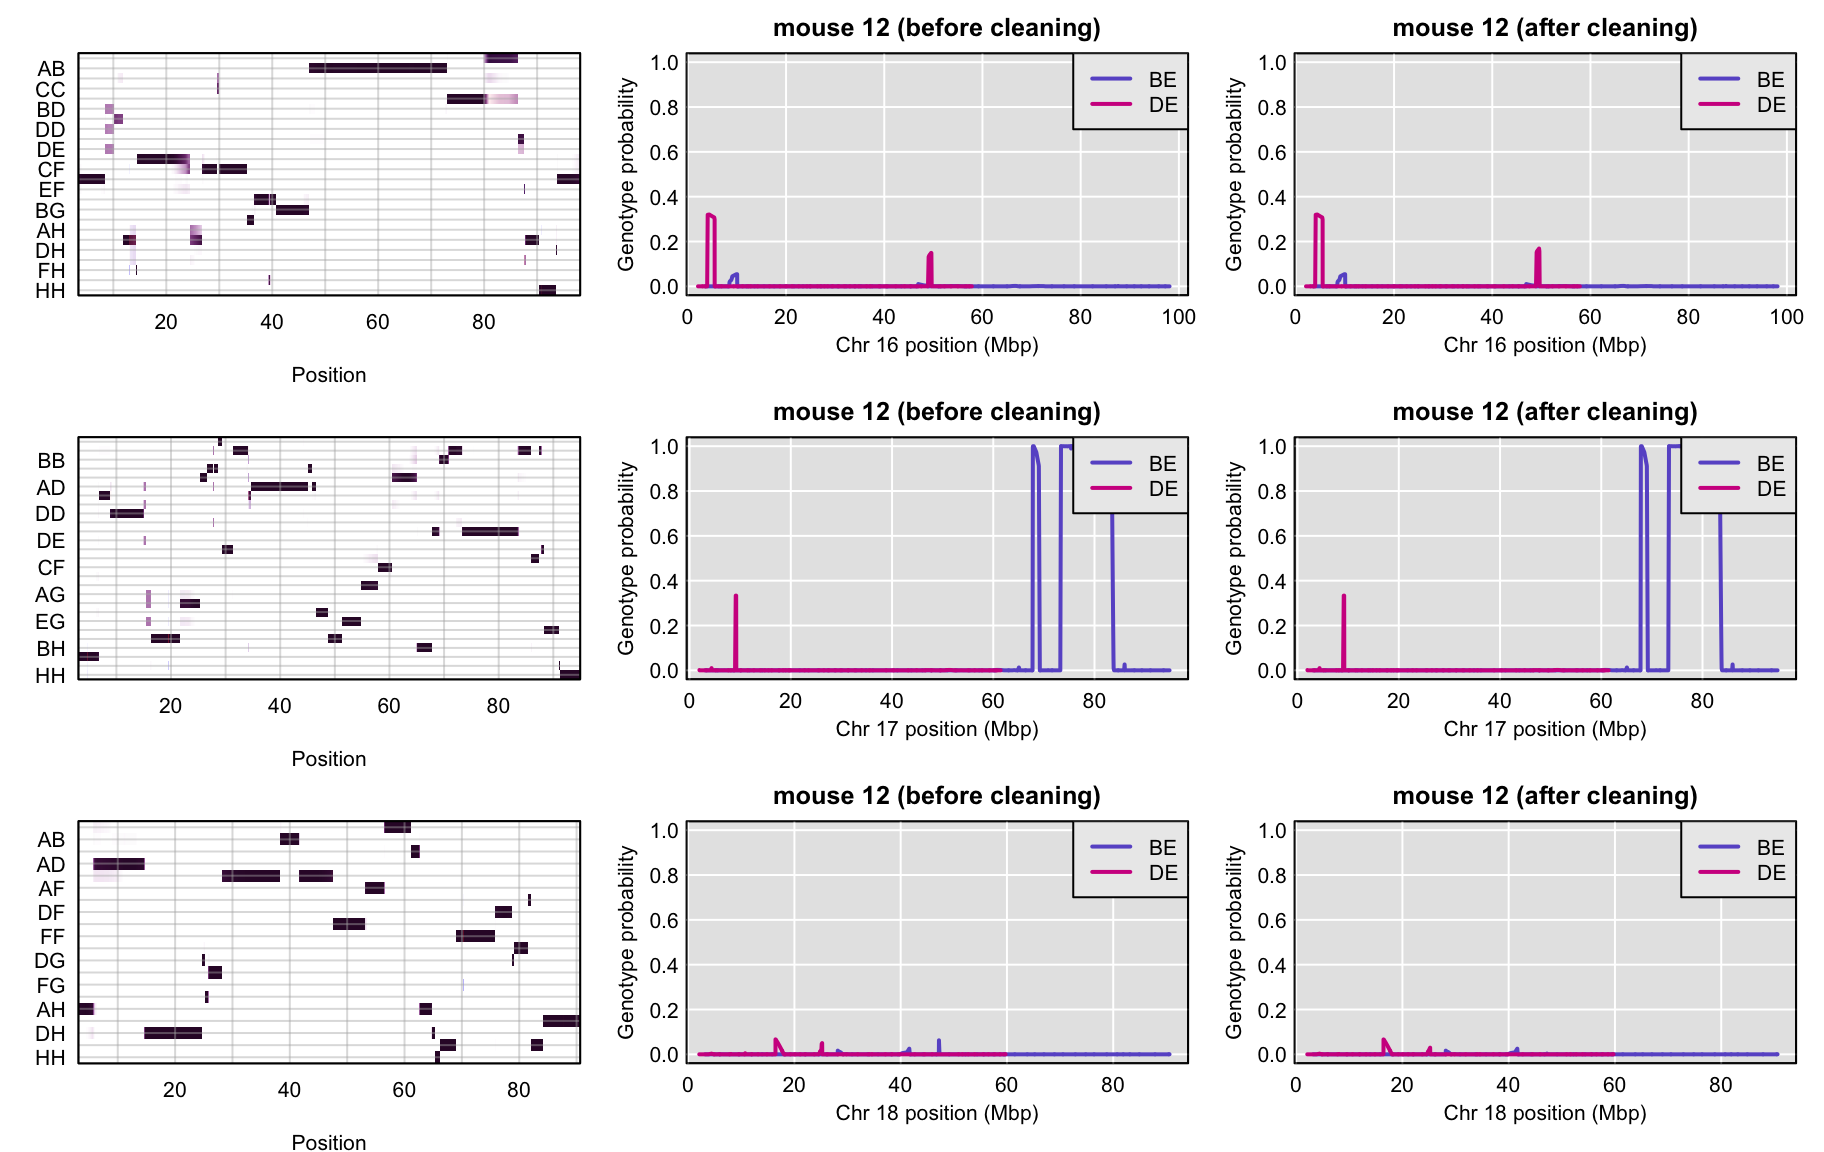 AB
CC
BD
DD
DE
CF
EF
BG
AH
DH
FH
HH
20 40 60 80
Position
mouse 12 (before cleaning)
Genotype probability
1.0
0.8
0.6
0.4
0.2
0.0
BE
DE
0 20 40 60 80 100
Chr 16 position (Mbp)
mouse 12 (after cleaning)
Genotype probability
1.0
0.8
0.6
0.4
0.2
0.0
BE
DE
0 20 40 60 80 100
Chr 16 position (Mbp)
BB
AD
DD
DE
CF
AG
EG
BH
HH
20 40 60 80
Position
mouse 12 (before cleaning)
Genotype probability
1.0
0.8
0.6
0.4
0.2
0.0
BE
DE
0 20 40 60 80
Chr 17 position (Mbp)
mouse 12 (after cleaning)
Genotype probability
1.0
0.8
0.6
0.4
0.2
0.0
BE
DE
0 20 40 60 80
Chr 17 position (Mbp)
AB
AD
AF
DF
FF
DG
FG
AH
DH
HH
20 40 60 80
Position
mouse 12 (before cleaning)
Genotype probability
1.0
0.8
0.6
0.4
0.2
0.0
BE
DE
0 20 40 60 80
Chr 18 position (Mbp)
mouse 12 (after cleaning)
Genotype probability
1.0
0.8
0.6
0.4
0.2
0.0
BE
DE
0 20 40 60 80
Chr 18 position (Mbp)